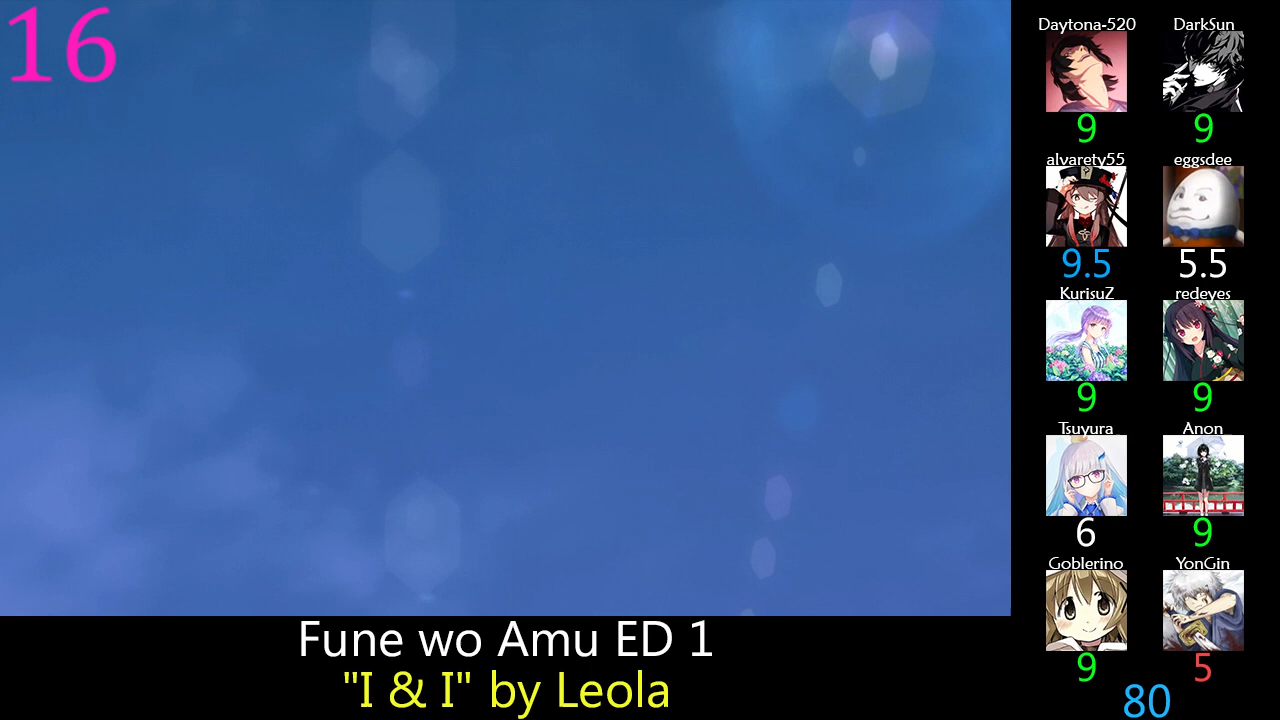 16
Daytona-520 DarkSun
9 9
alvarety55 eggsdee
9.5 5.5
KurisuZ redeyes
9 9
Tsuyura Anon
6 9
Goblerino YonGin
9 5
Fune wo Amu ED 1
"I & I" by Leola
80